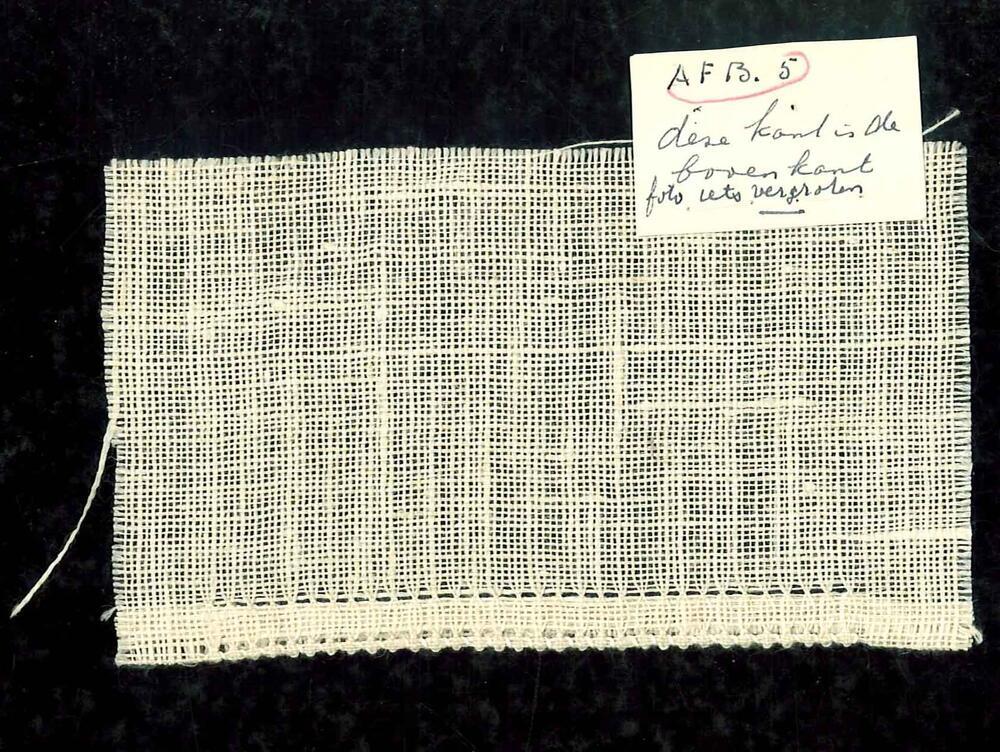 AFB. 5
deze kant is de
bovenkant
foto iets vergroten